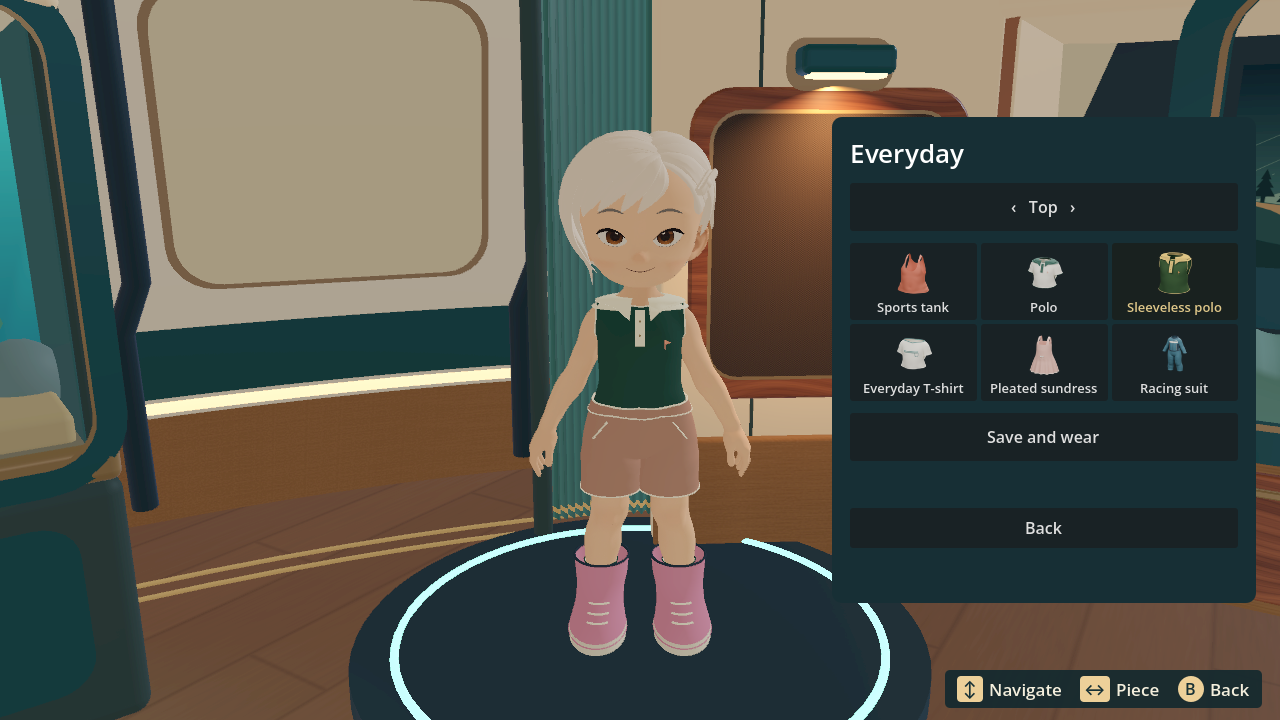 Everyday
‹ Top ›
Sports tank
Polo
Sleeveless polo
Everyday T-shirt
Pleated sundress
Racing suit
Save and wear
Back
Navigate
Piece
B Back